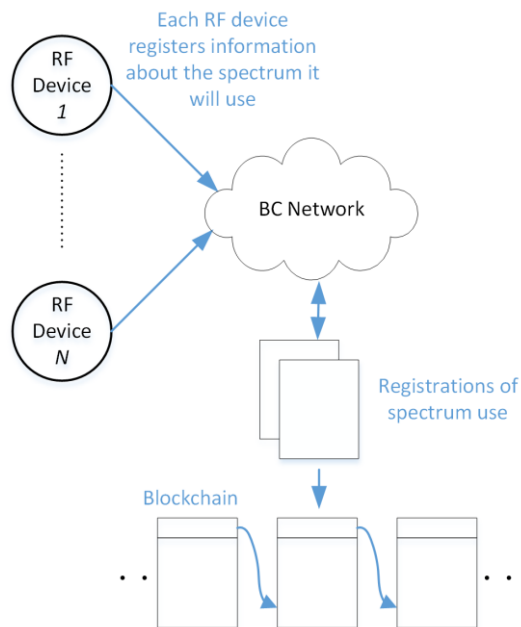 Each RF device
registers information
about the spectrum it
will use
RF
Device
1
BC Network
RF
Device
N
Registrations of
spectrum use
Blockchain